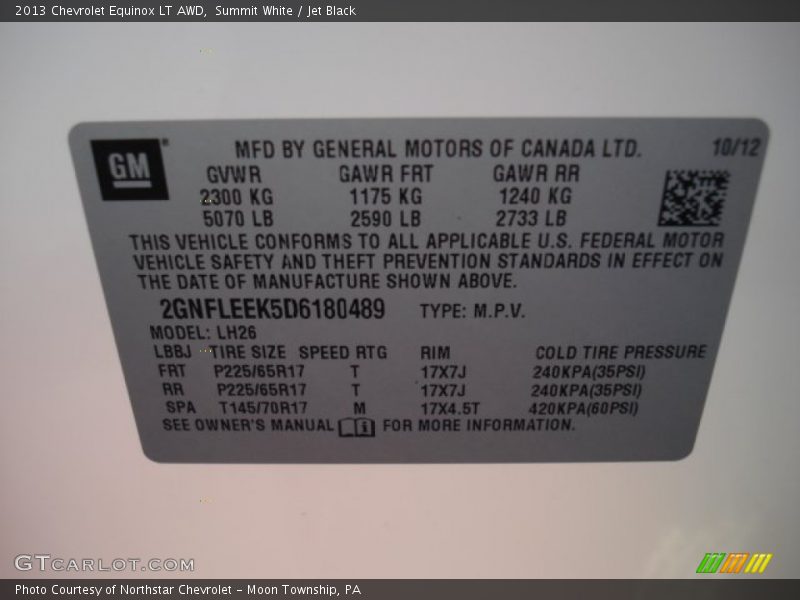 2013 Chevrolet Equinox LT AWD, Summit White / Jet Black
GM®
MFD BY GENERAL MOTORS OF CANADA LTD. 10/12
GVWR GAWR FRT GAWR RR
2300 KG 1175 KG 1240 KG
5070 LB 2590 LB 2733 LB
THIS VEHICLE CONFORMS TO ALL APPLICABLE U.S. FEDERAL MOTOR
VEHICLE SAFETY AND THEFT PREVENTION STANDARDS IN EFFECT ON
THE DATE OF MANUFACTURE SHOWN ABOVE.
2GNFLEEK5D6180489 TYPE: M.P.V.
MODEL: LH26
LBBJ TIRE SIZE SPEED RTG RIM COLD TIRE PRESSURE
FRT P225/65R17 T 17X7J 240KPA(35PSI)
RR P225/65R17 T 17X7J 240KPA(35PSI)
SPA T145/70R17 M 17X4.5T 420KPA(60PSI)
SEE OWNER'S MANUAL FOR MORE INFORMATION.
GTCARLOT.COM
Photo Courtesy of Northstar Chevrolet - Moon Township, PA